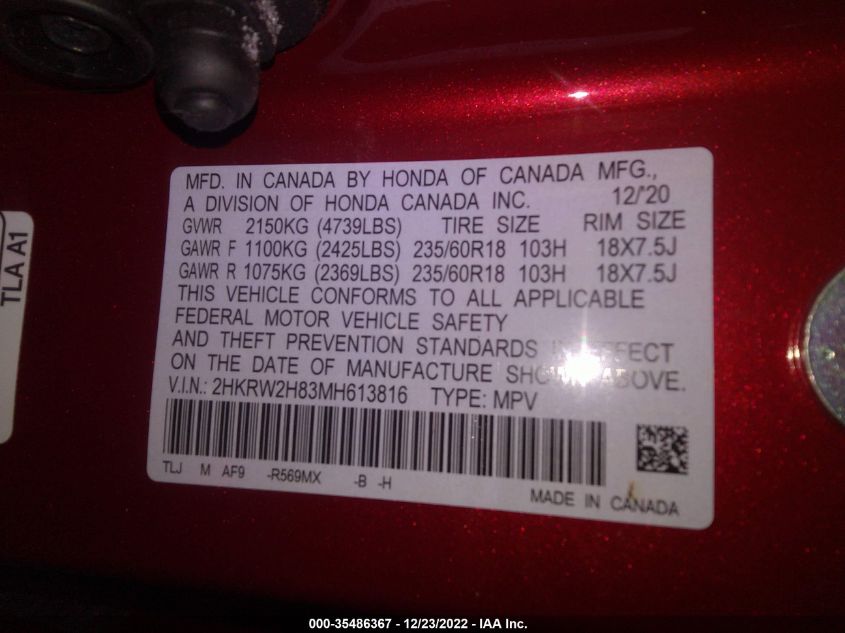 MFD. IN CANADA BY HONDA OF CANADA MFG.,
A DIVISION OF HONDA CANADA INC. 12/'20
GVWR 2150KG (4739LBS) TIRE SIZE RIM SIZE
GAWR F 1100KG (2425LBS) 235/60R18 103H 18X7.5J
GAWR R 1075KG (2369LBS) 235/60R18 103H 18X7.5J
THIS VEHICLE CONFORMS TO ALL APPLICABLE
FEDERAL MOTOR VEHICLE SAFETY
AND THEFT PREVENTION STANDARDS IN EFFECT
ON THE DATE OF MANUFACTURE SHOWN ABOVE.
V.I.N.: 2HKRW2H83MH613816 TYPE: MPV
TLJ M AF9 -R569MX -B -H
MADE IN CANADA
TLA A1
000-35486367 - 12/23/2022 - IAA Inc.